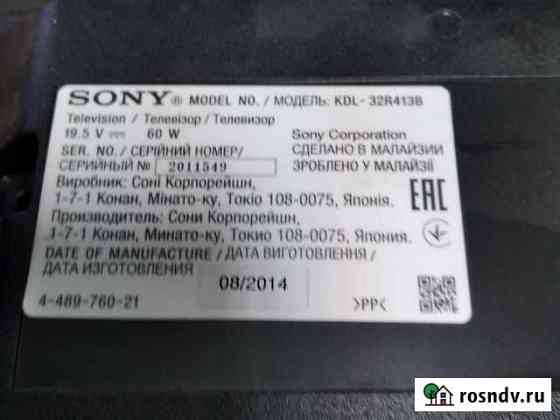 SONY® MODEL NO. / МОДЕЛЬ: KDL-32R413B
Television / Телевізор / Телевизор
19.5 V ⎓ 60 W
Sony Corporation
SER. NO. / СЕРІЙНИЙ НОМЕР/
СЕРИЙНЫЙ № 2011549
СДЕЛАНО В МАЛАЙЗИИ
ЗРОБЛЕНО У МАЛАЙЗІЇ
Виробник: Соні Корпорейшн,
1-7-1 Конан, Мінато-ку, Токіо 108-0075, Японія.
Производитель: Сони Корпорейшн,
1-7-1 Конан, Минато-ку, Токио 108-0075, Япония.
EAC
DATE OF MANUFACTURE / ДАТА ВИГОТОВЛЕННЯ /
ДАТА ИЗГОТОВЛЕНИЯ
08/2014
4-489-760-21
>PP<
rosndv.ru